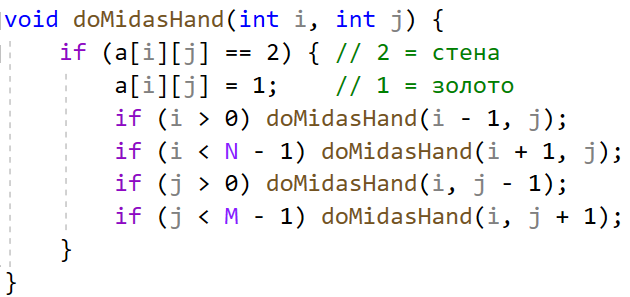 void doMidasHand(int i, int j) {
    if (a[i][j] == 2) { // 2 = стена
        a[i][j] = 1;    // 1 = золото
        if (i > 0) doMidasHand(i - 1, j);
        if (i < N - 1) doMidasHand(i + 1, j);
        if (j > 0) doMidasHand(i, j - 1);
        if (j < M - 1) doMidasHand(i, j + 1);
    }
}